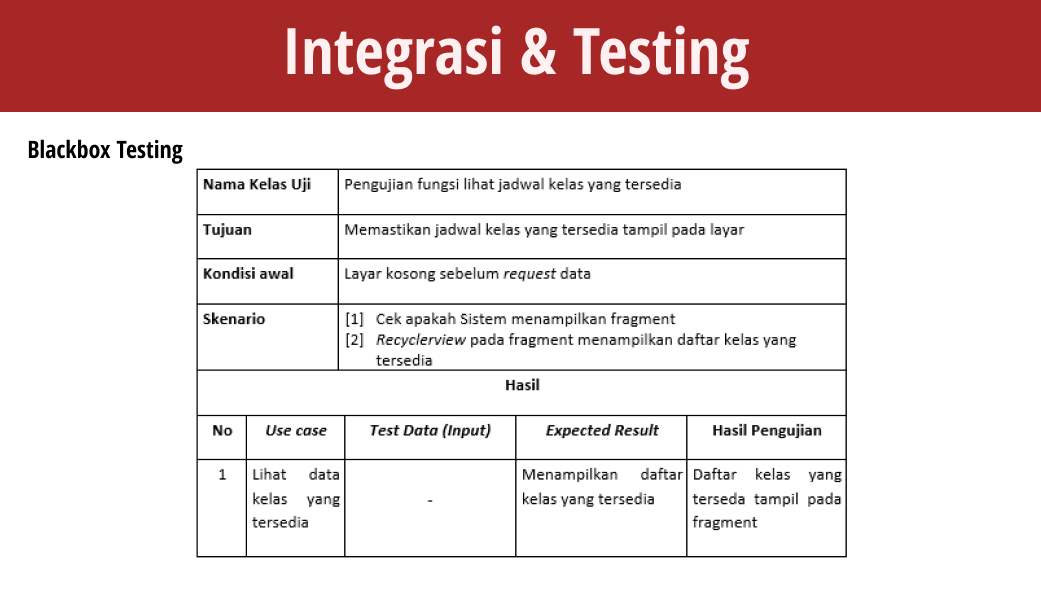 Integrasi & Testing
Blackbox Testing
Nama Kelas Uji
Pengujian fungsi lihat jadwal kelas yang tersedia
Tujuan
Memastikan jadwal kelas yang tersedia tampil pada layar
Kondisi awal
Layar kosong sebelum request data
Skenario
[1] Cek apakah Sistem menampilkan fragment
[2] Recyclerview pada fragment menampilkan daftar kelas yang
tersedia
Hasil
No
Use case
Test Data (Input)
Expected Result
Hasil Pengujian
1
Lihat data
kelas yang
tersedia
-
Menampilkan daftar
kelas yang tersedia
Daftar kelas yang
terseda tampil pada
fragment